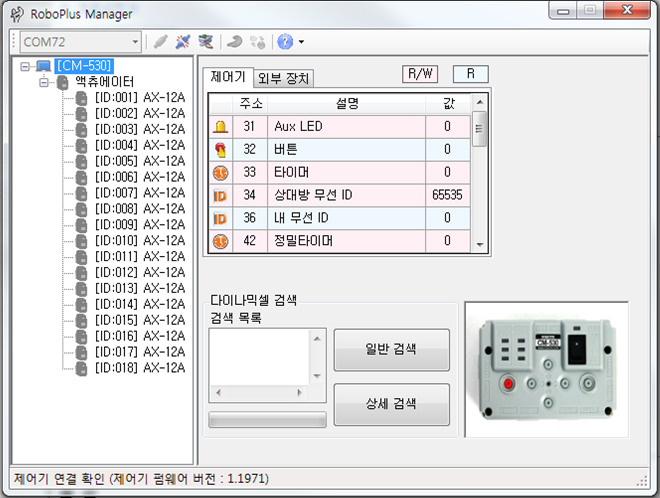 RoboPlus Manager
COM72
[CM-530]
액츄에이터
[ID:001] AX-12A
[ID:002] AX-12A
[ID:003] AX-12A
[ID:004] AX-12A
[ID:005] AX-12A
[ID:006] AX-12A
[ID:007] AX-12A
[ID:008] AX-12A
[ID:009] AX-12A
[ID:010] AX-12A
[ID:011] AX-12A
[ID:012] AX-12A
[ID:013] AX-12A
[ID:014] AX-12A
[ID:015] AX-12A
[ID:016] AX-12A
[ID:017] AX-12A
[ID:018] AX-12A
제어기 외부 장치 R/W R
주소 설명 값
31 Aux LED 0
32 버튼 0
33 타이머 0
ID 34 상대방 무선 ID 65535
ID 36 내 무선 ID 0
42 정밀타이머 0
다이나믹셀 검색
검색 목록
일반 검색
상세 검색
CM-530
제어기 연결 확인 (제어기 펌웨어 버전 : 1.1971)